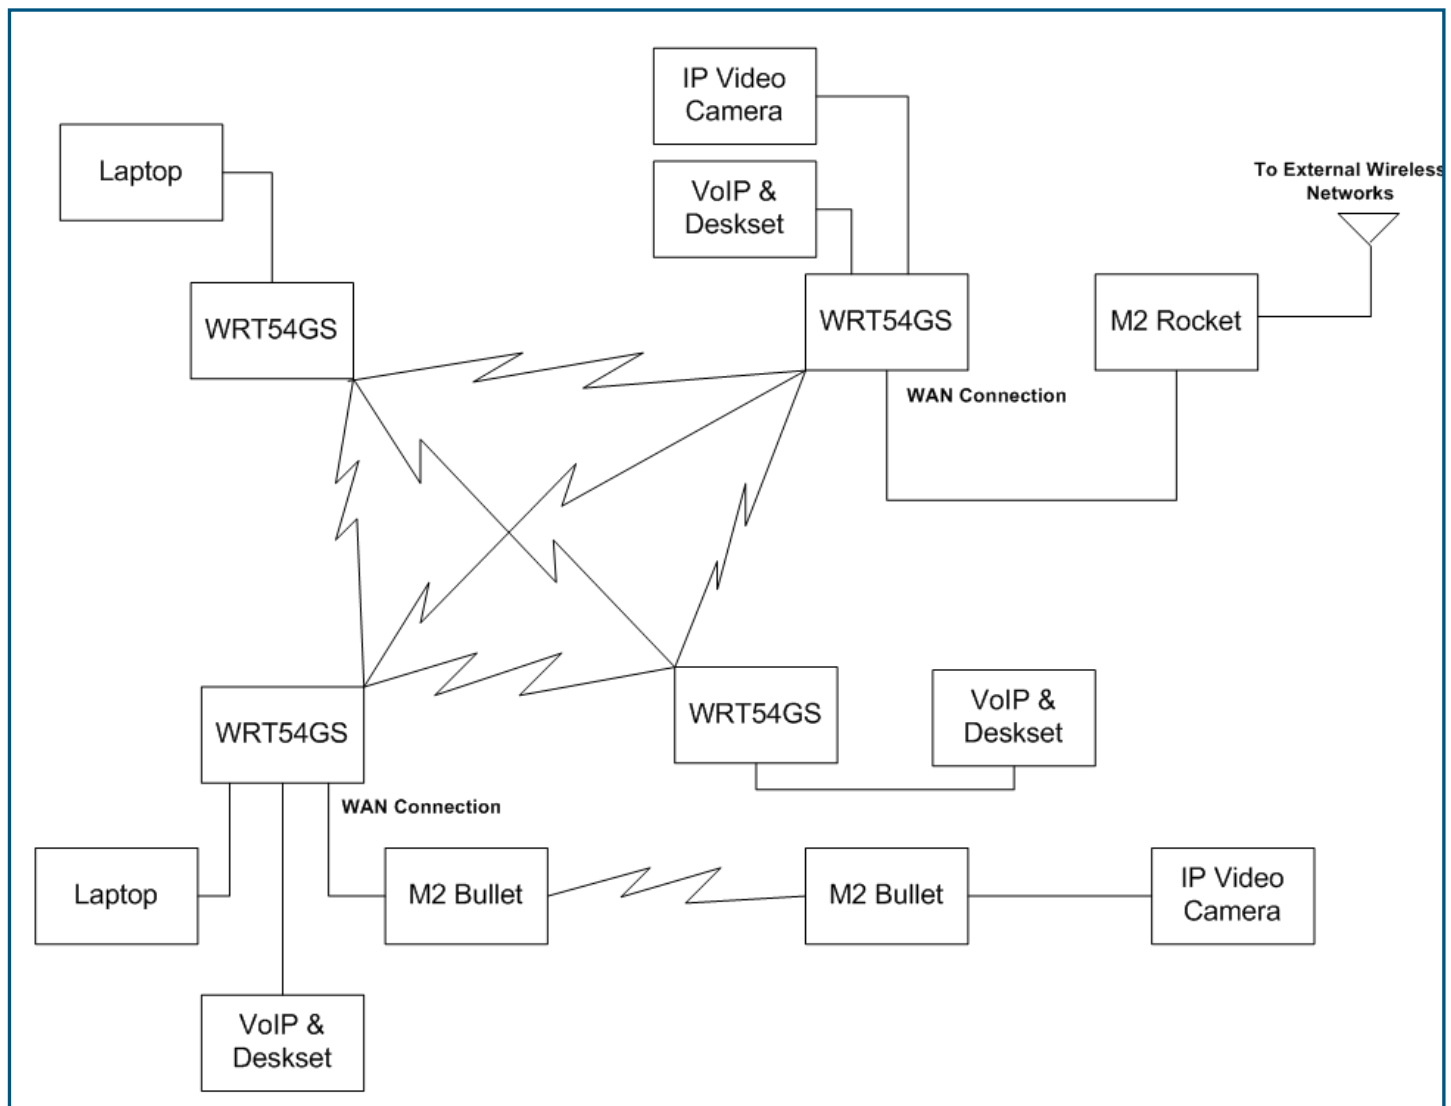 IP Video
Camera
Laptop
VoIP &
Deskset
To External Wireless
Networks
WRT54GS
WRT54GS
M2 Rocket
WAN Connection
WRT54GS
WRT54GS
VoIP &
Deskset
WAN Connection
Laptop
M2 Bullet
M2 Bullet
IP Video
Camera
VoIP &
Deskset